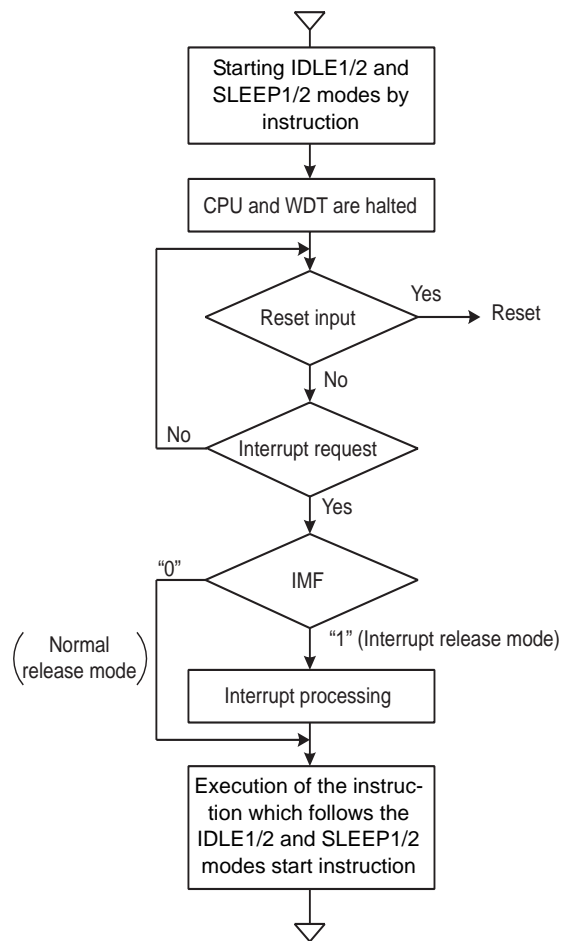 Starting IDLE1/2 and
SLEEP1/2 modes by
instruction
CPU and WDT are halted
Reset input
Yes
Reset
No
No
Interrupt request
Yes
“0”
IMF
Normal
release mode
“1” (Interrupt release mode)
Interrupt processing
Execution of the instruc-
tion which follows the
IDLE1/2 and SLEEP1/2
modes start instruction